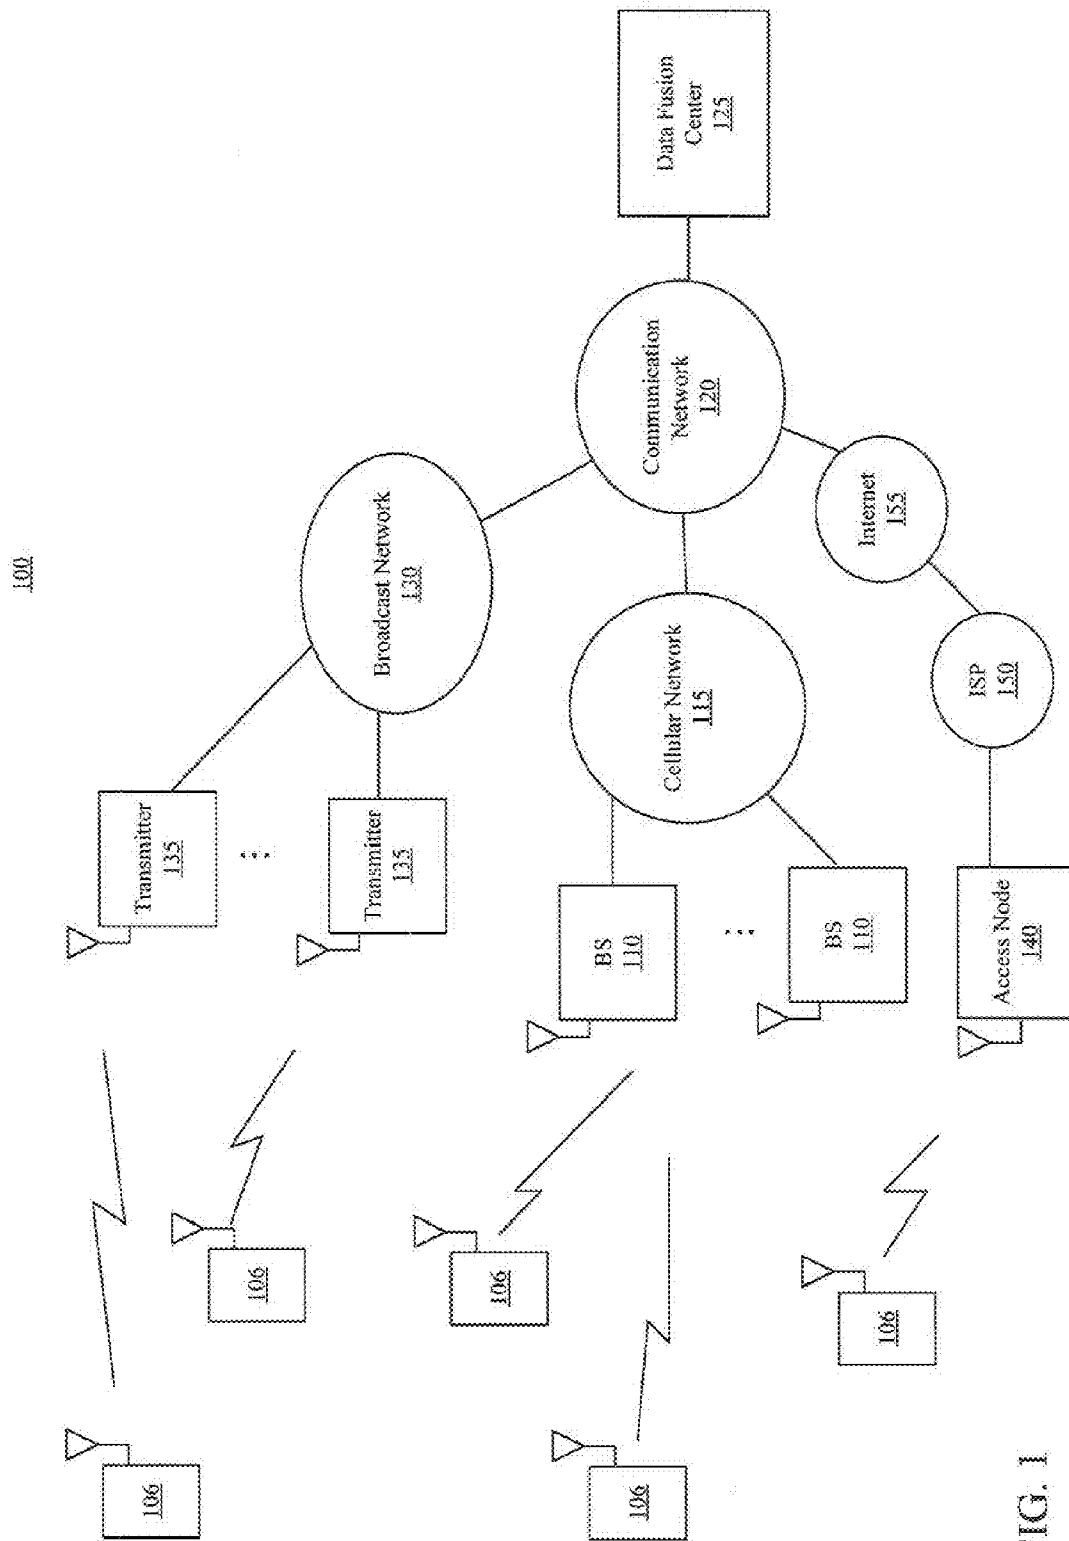 100
Transmitter
135
Transmitter
135
Broadcast Network
130
BS
110
BS
110
Cellular Network
115
Communication
Network
120
Data Fusion
Center
125
Access Node
140
ISP
150
Internet
155
106
106
106
106
106
FIG. 1